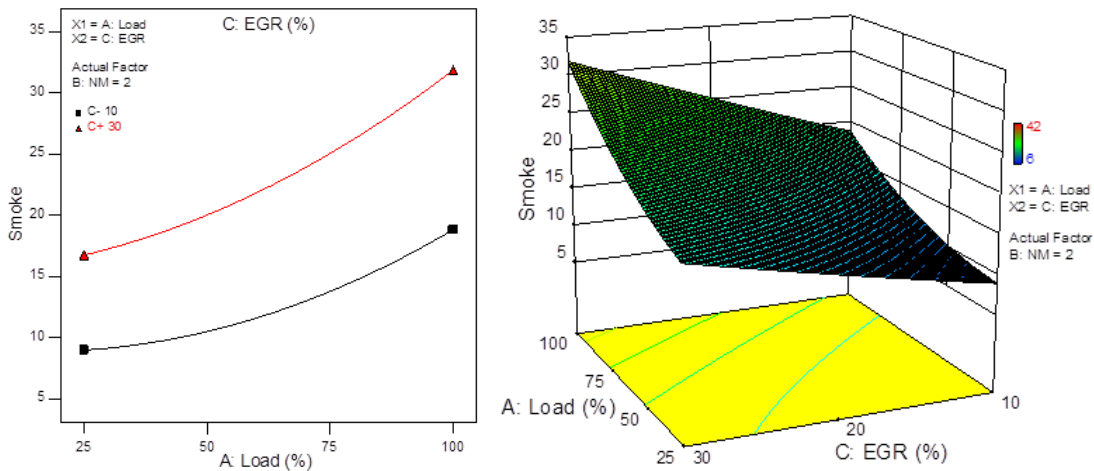 C: EGR (%)
X1 = A: Load
X2 = C: EGR
Actual Factor
B: NM = 2
C- 10
C+ 30
35
30
25
20
15
10
5
Smoke
25
50
75
100
A: Load (%)
35
30
25
20
15
10
5
Smoke
100
75
50
25
A: Load (%)
30
20
10
C: EGR (%)
42
6
X1 = A: Load
X2 = C: EGR
Actual Factor
B: NM = 2